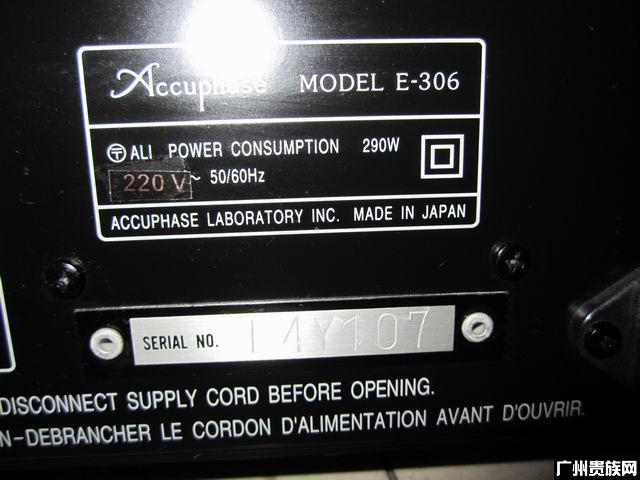 Accuphase MODEL E-306
ALI POWER CONSUMPTION 290W
220V~ 50/60Hz
ACCUPHASE LABORATORY INC. MADE IN JAPAN
SERIAL NO. L4Y107
DISCONNECT SUPPLY CORD BEFORE OPENING.
N-DEBRANCHER LE CORDON D'ALIMENTATION AVANT D'OUVRIR.
广州贵族网